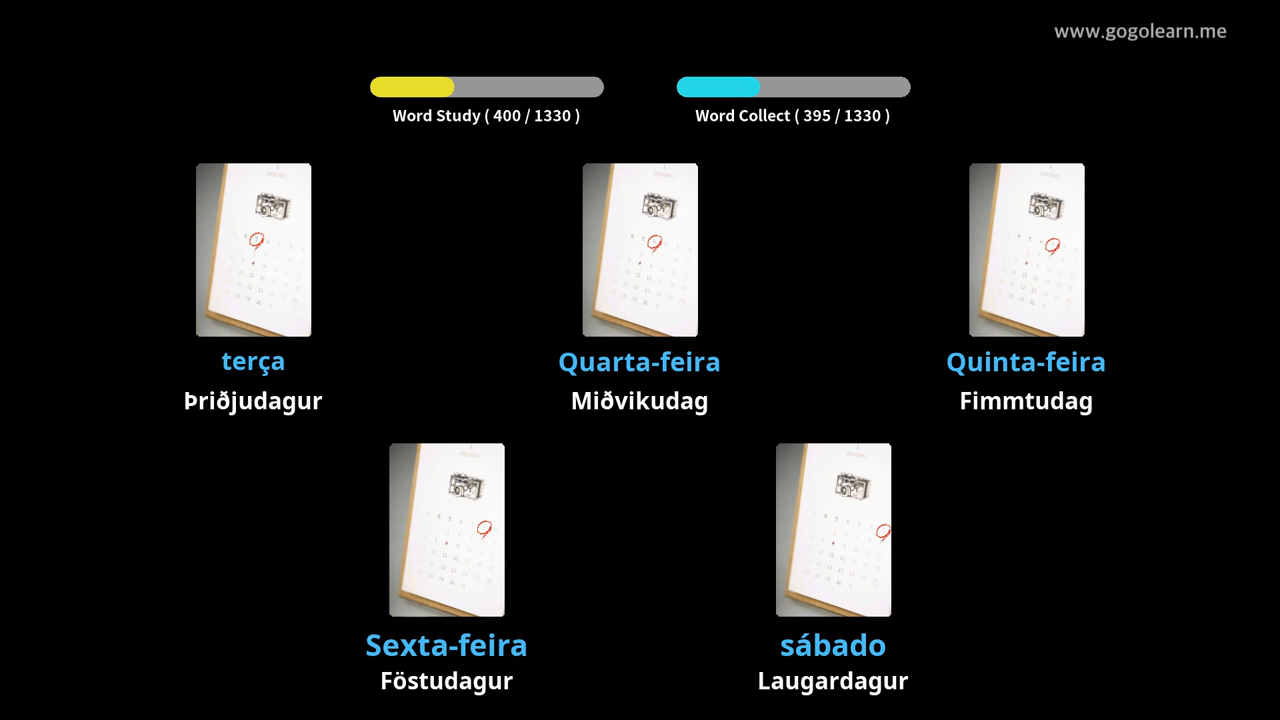 www.gogolearn.me
Word Study ( 400 / 1330 )
Word Collect ( 395 / 1330 )
terça
Þriðjudagur
Quarta-feira
Miðvikudag
Quinta-feira
Fimmtudag
Sexta-feira
Föstudagur
sábado
Laugardagur